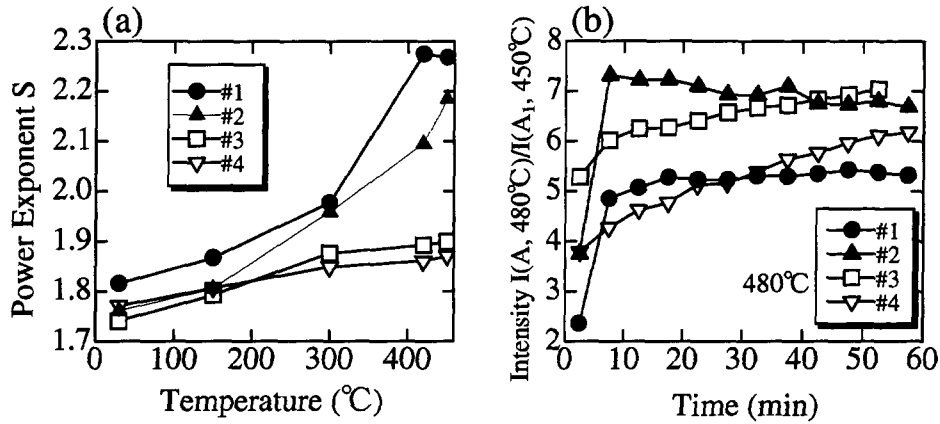 (a)
2.3
2.2
2.1
2.0
1.9
1.8
1.7
Power Exponent S
#1
#2
#3
#4
0 100 200 300 400
Temperature (℃)
(b)
8
7
6
5
4
3
2
Intensity I(A, 480℃)/I(A₁, 450℃)
480℃
#1
#2
#3
#4
0 10 20 30 40 50 60
Time (min)